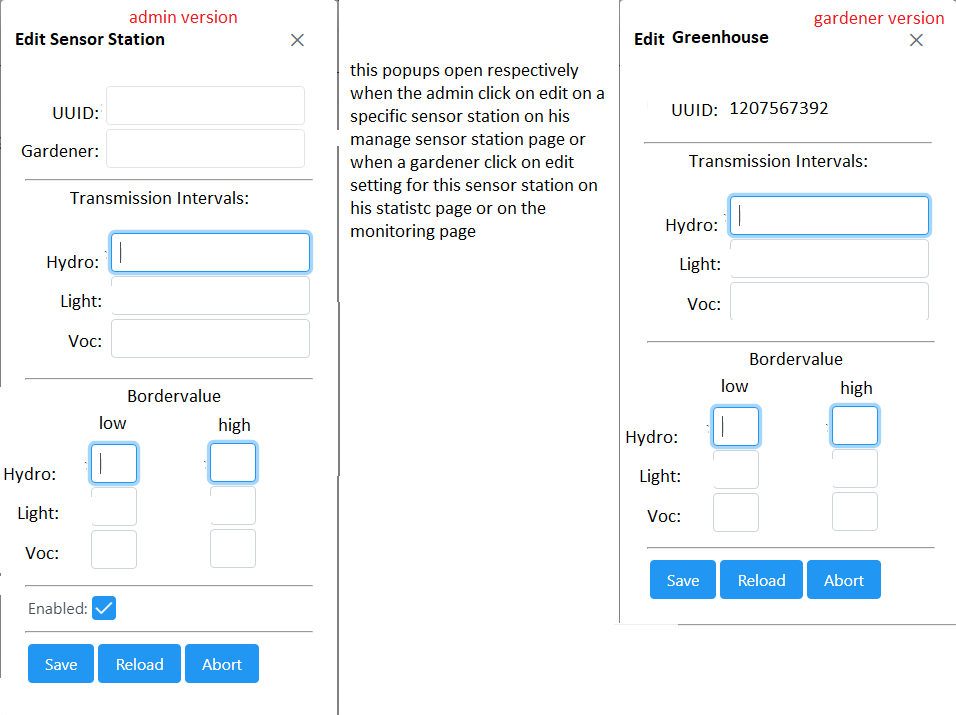 admin version
Edit Sensor Station
UUID:
Gardener:
Transmission Intervals:
Hydro:
Light:
Voc:
Bordervalue
low high
Hydro:
Light:
Voc:
Enabled:
Save Reload Abort
this popups open respectively
when the admin click on edit on a
specific sensor station on his
manage sensor station page or
when a gardener click on edit
setting for this sensor station on
his statistc page or on the
monitoring page
gardener version
Edit Greenhouse
UUID: 1207567392
Transmission Intervals:
Hydro:
Light:
Voc:
Bordervalue
low high
Hydro:
Light:
Voc:
Save Reload Abort